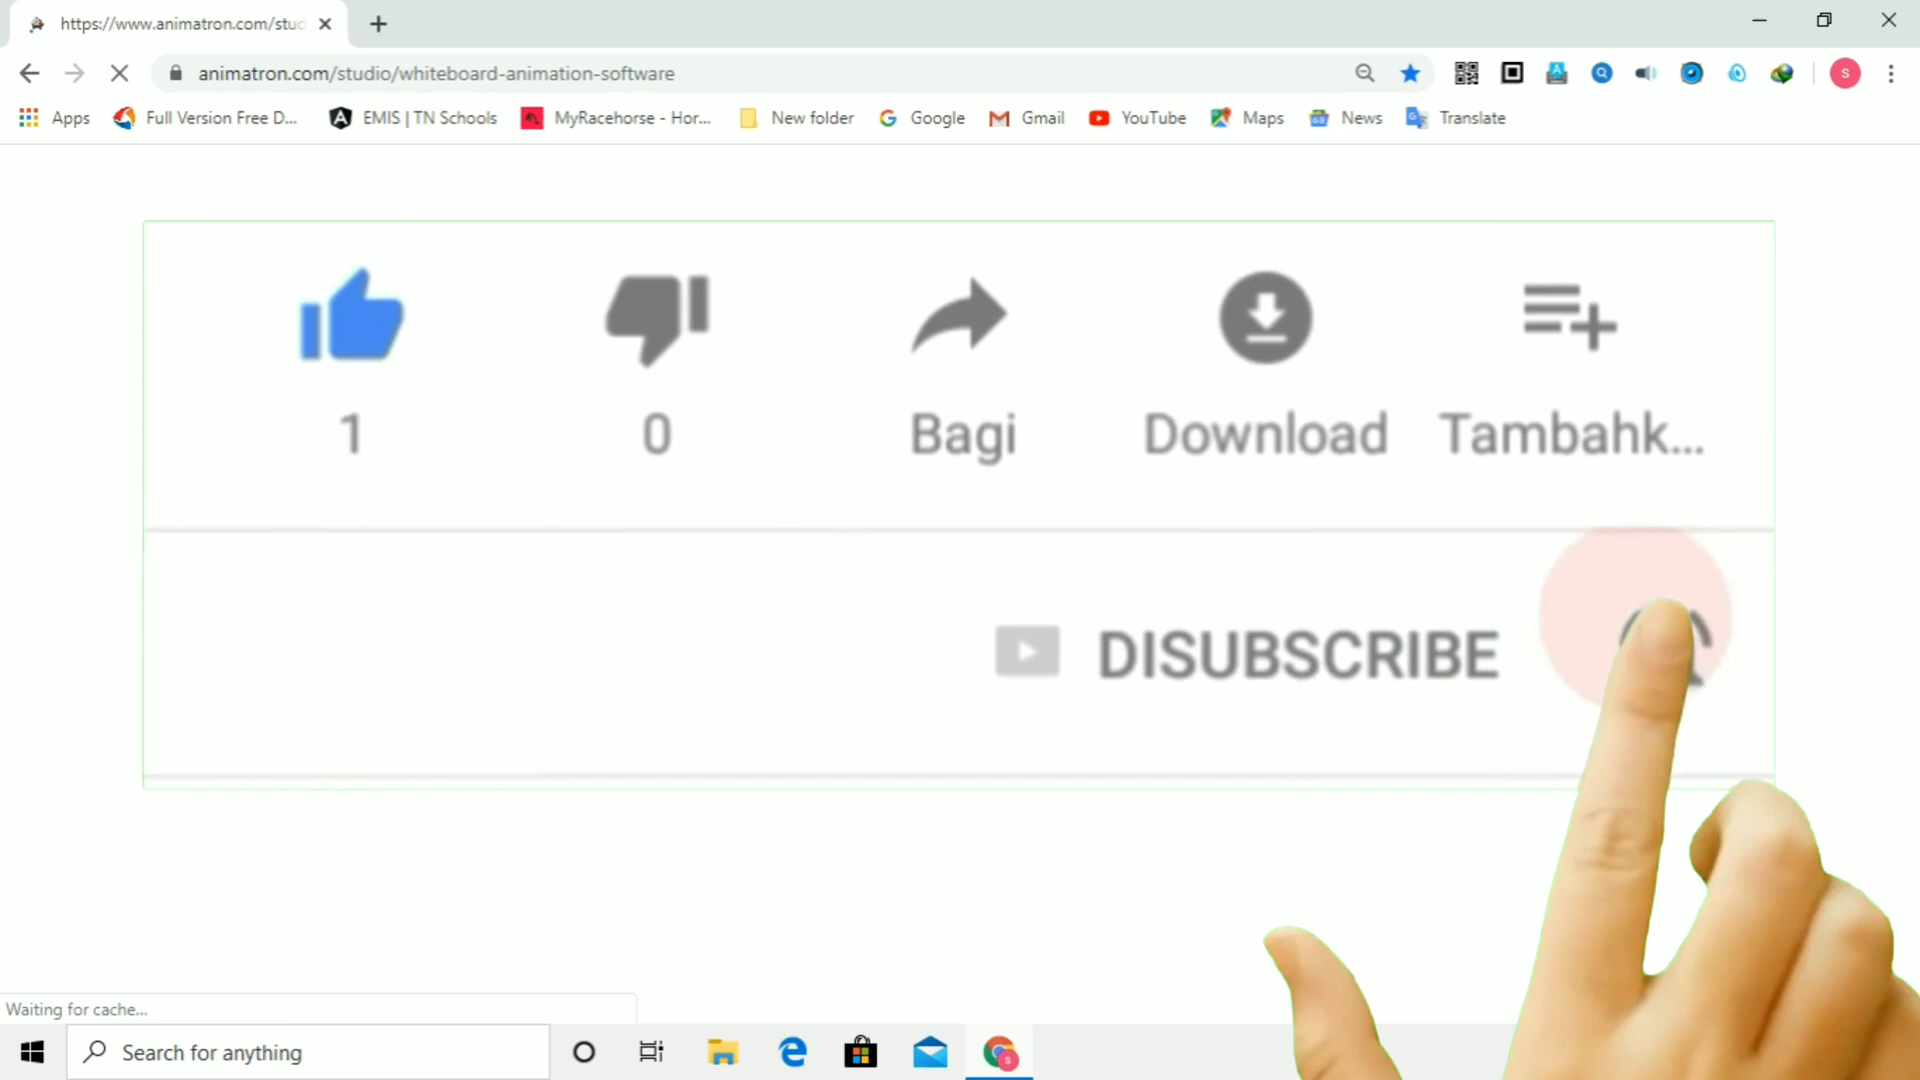 https://www.animatron.com/stud
animatron.com/studio/whiteboard-animation-software
S
Apps
Full Version Free D...
EMIS | TN Schools
MyRacehorse - Hor...
New folder
Google
Gmail
YouTube
Maps
News
Translate
1
0
Bagi
Download
Tambahk...
DISUBSCRIBE
Waiting for cache...
Search for anything